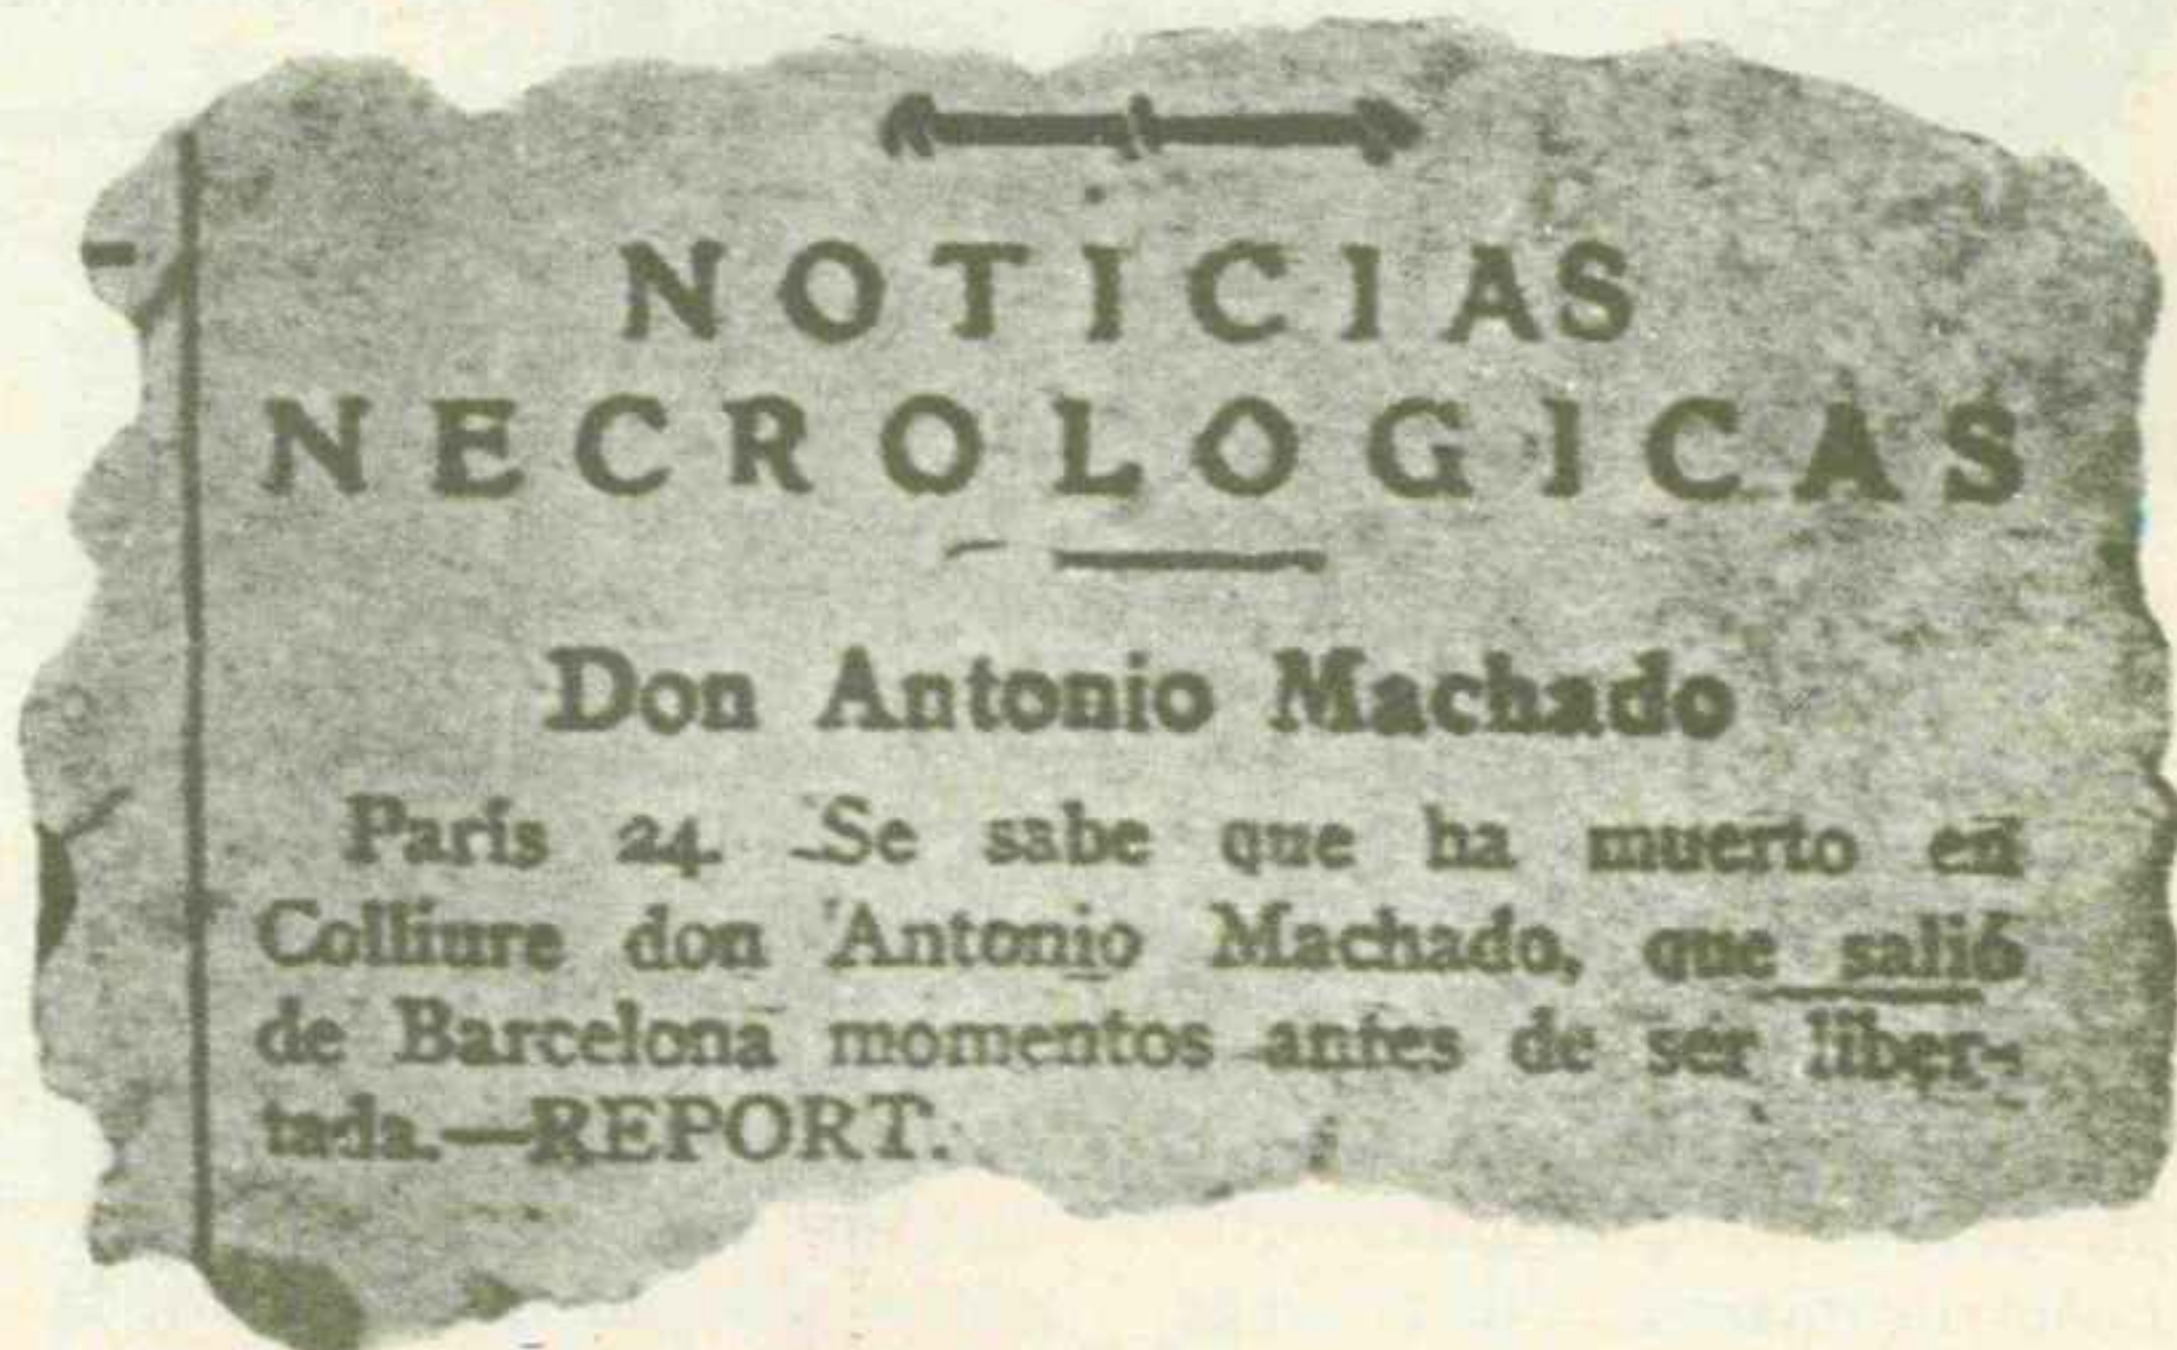 NOTICIAS
NECROLOGICAS
Don Antonio Machado
París 24.—Se sabe que ha muerto en
Colliure don Antonio Machado, que salió
de Barcelona momentos antes de ser liber-
tada.—REPORT.